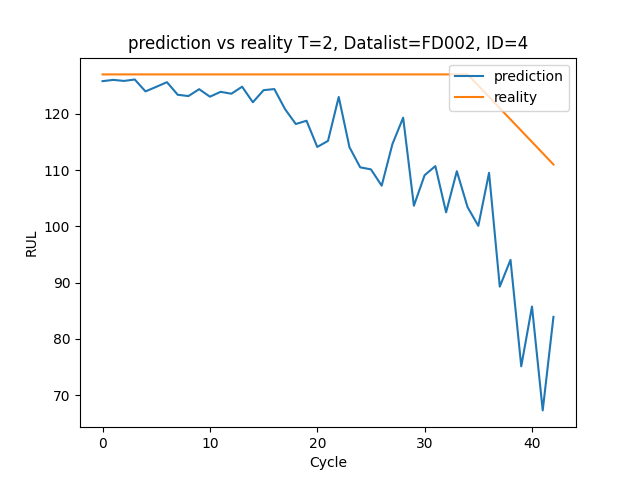 prediction vs reality T=2, Datalist=FD002, ID=4
prediction
reality
120
110
100
90
80
70
RUL
0 10 20 30 40
Cycle